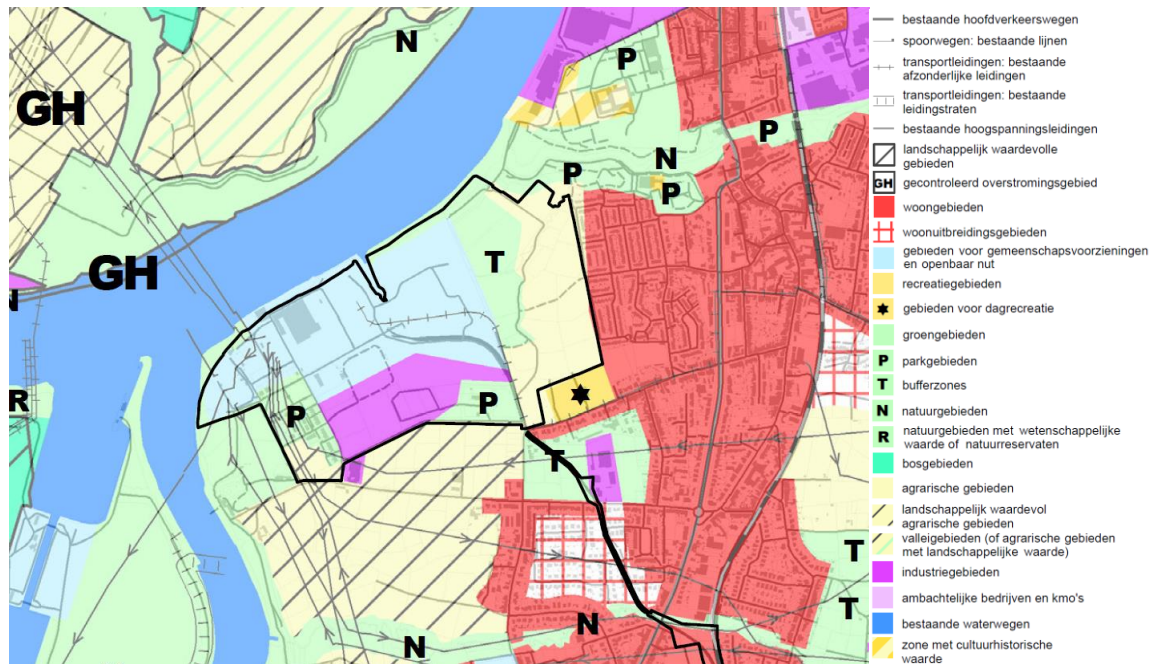 N
P
GH
P
N
P
P
T
GH
N
R
P
P
T
T
T
N
N
bestaande hoofdverkeerswegen
spoorwegen: bestaande lijnen
transportleidingen: bestaande
afzonderlijke leidingen
transportleidingen: bestaande
leidingstraten
bestaande hoogspanningsleidingen
landschappelijk waardevolle
gebieden
GH gecontroleerd overstromingsgebied
woongebieden
woonuitbreidingsgebieden
gebieden voor gemeenschapsvoorzieningen
en openbaar nut
recreatiegebieden
gebieden voor dagrecreatie
groengebieden
P parkgebieden
T bufferzones
N natuurgebieden
R natuurgebieden met wetenschappelijke
waarde of natuurreservaten
bosgebieden
agrarische gebieden
landschappelijk waardevol
agrarische gebieden
valleigebieden (of agrarische gebieden
met landschappelijke waarde)
industriegebieden
ambachtelijke bedrijven en kmo's
bestaande waterwegen
zone met cultuurhistorische
waarde